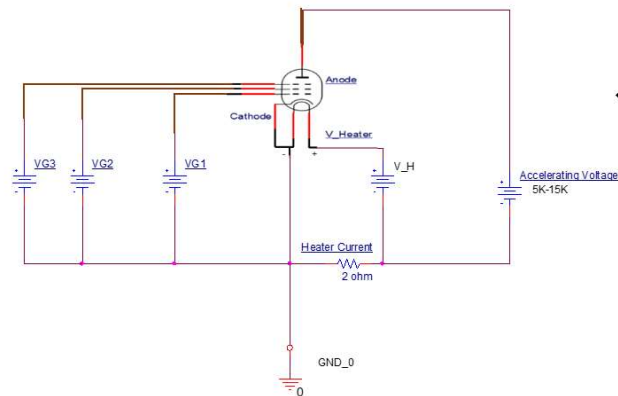 Anode
Cathode
V_Heater
- +
VG3
VG2
VG1
V_H
Accelerating Voltage
5K-15K
Heater Current
2 ohm
GND_0
0